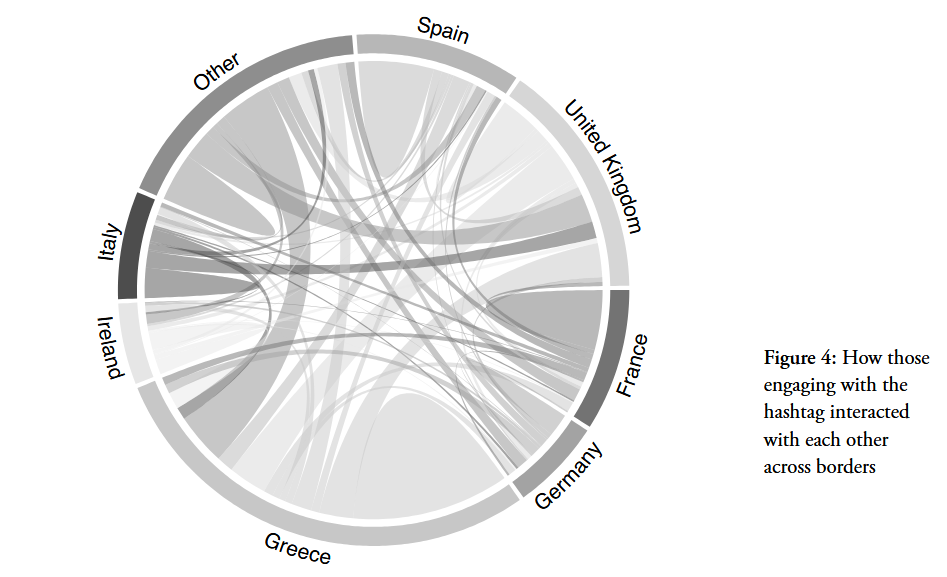 Spain
Other
United Kingdom
Italy
Ireland
France
Germany
Greece
Figure 4: How those
engaging with the
hashtag interacted
with each other
across borders